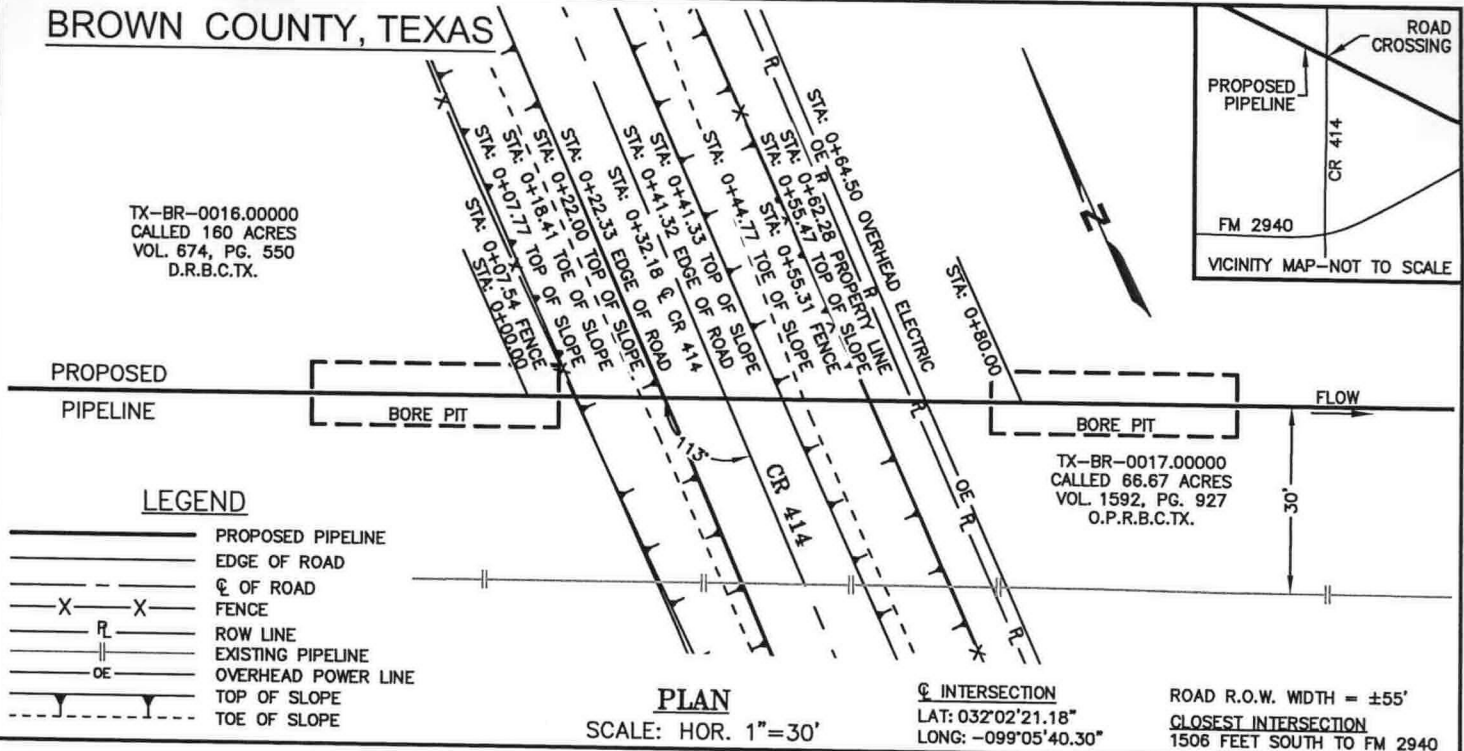 BROWN COUNTY, TEXAS
TX-BR-0016.00000
CALLED 160 ACRES
VOL. 674, PG. 550
D.R.B.C.TX.
STA: 0+00.00
STA: 0+07.54 FENCE
STA: 0+07.77 TOP OF SLOPE
STA: 0+18.41 TOE OF SLOPE
STA: 0+22.00 TOP OF SLOPE
STA: 0+22.33 EDGE OF ROAD
STA: 0+32.18 ℄ CR 414
STA: 0+41.32 EDGE OF ROAD
STA: 0+41.33 TOP OF SLOPE
STA: 0+44.77 TOE OF SLOPE
STA: 0+55.31 FENCE
STA: 0+55.47 TOP OF SLOPE
STA: 0+62.28 PROPERTY LINE
STA: 0+64.50 OVERHEAD ELECTRIC
STA: 0+80.00
PL
OE
PL
PL
N
ROAD
CROSSING
PROPOSED
PIPELINE
CR 414
FM 2940
VICINITY MAP-NOT TO SCALE
PROPOSED
PIPELINE
BORE PIT
113°
CR 414
PL
OE
PL
PL
BORE PIT
FLOW
TX-BR-0017.00000
CALLED 66.67 ACRES
VOL. 1592, PG. 927
O.P.R.B.C.TX.
30'
LEGEND
PROPOSED PIPELINE
EDGE OF ROAD
℄ OF ROAD
X X FENCE
PL ROW LINE
EXISTING PIPELINE
OE OVERHEAD POWER LINE
TOP OF SLOPE
TOE OF SLOPE
PLAN
SCALE: HOR. 1"=30'
℄ INTERSECTION
LAT: 032°02'21.18"
LONG: -099°05'40.30"
ROAD R.O.W. WIDTH = ±55'
CLOSEST INTERSECTION
1506 FEET SOUTH TO FM 2940